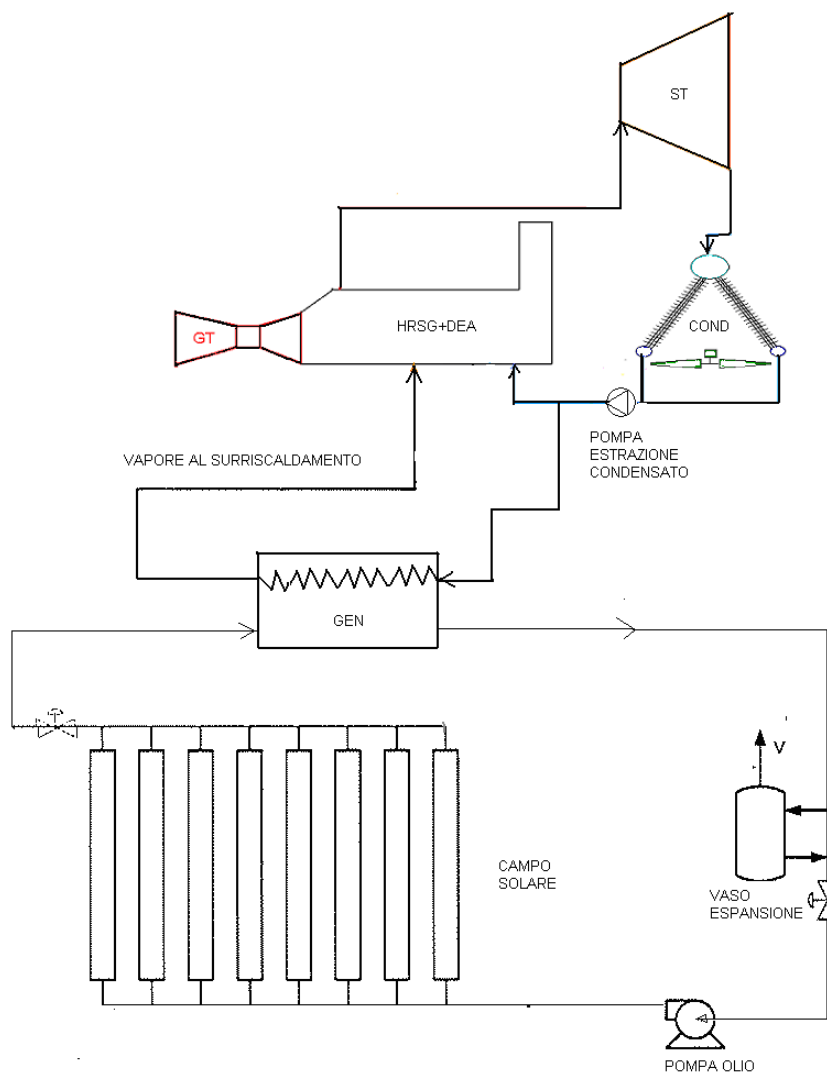 ST
GT
HRSG+DEA
COND
POMPA
ESTRAZIONE
CONDENSATO
VAPORE AL SURRISCALDAMENTO
GEN
V
CAMPO
SOLARE
VASO
ESPANSIONE
POMPA OLIO